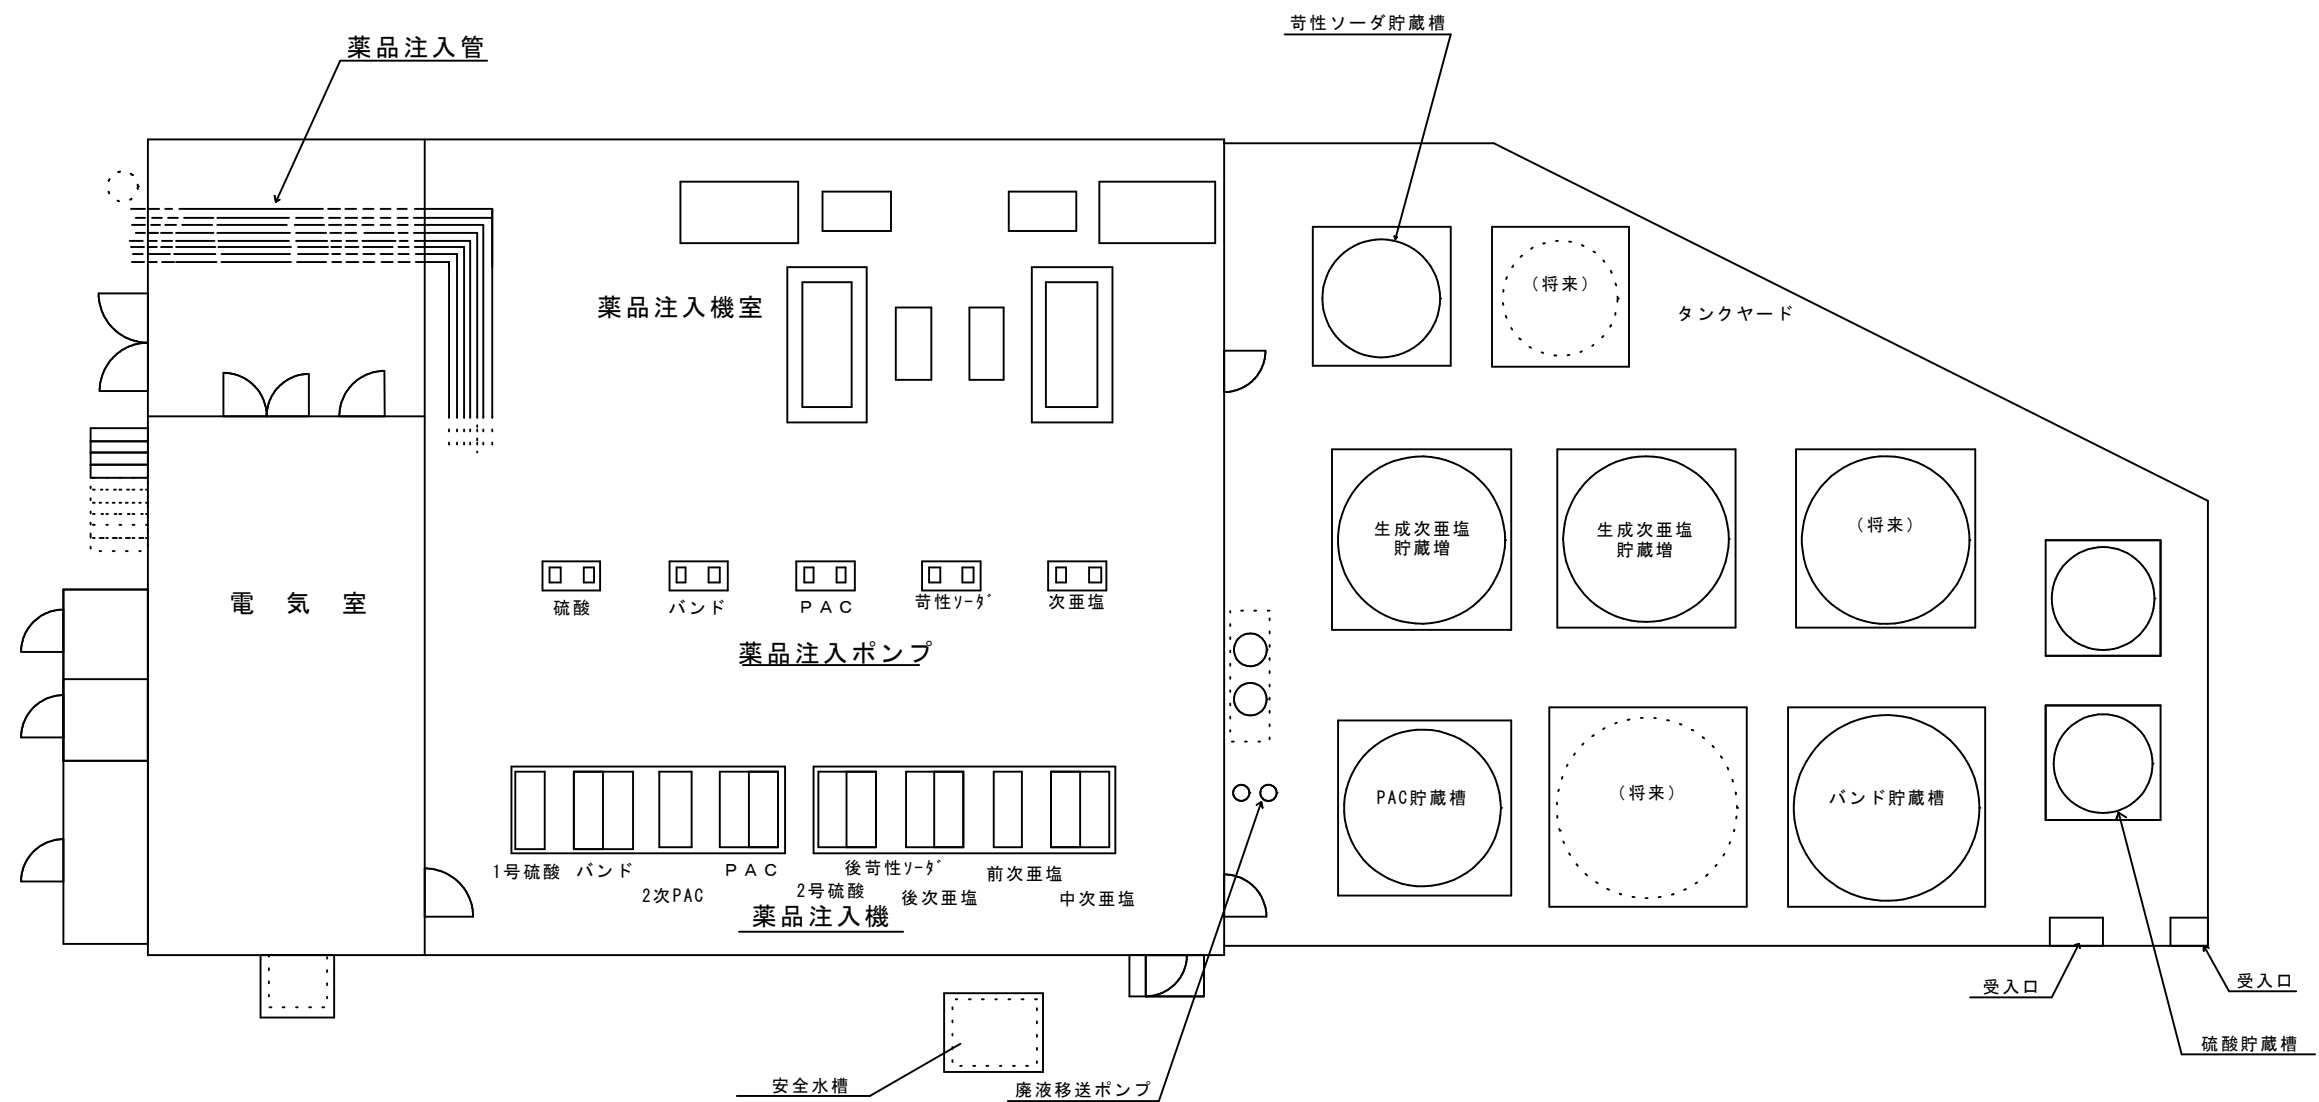 苛性ソーダ貯蔵槽
薬品注入管
薬品注入機室
（将来）
タンクヤード
生成次亜塩
貯蔵増
生成次亜塩
貯蔵増
（将来）
電 気 室
硫酸
バンド
ＰＡＣ
苛性ｿｰﾀﾞ
次亜塩
薬品注入ポンプ
PAC貯蔵槽
（将来）
バンド貯蔵槽
1号硫酸
バンド
2次PAC
ＰＡＣ
後苛性ｿｰﾀﾞ
2号硫酸
後次亜塩
前次亜塩
中次亜塩
薬品注入機
受入口
受入口
硫酸貯蔵槽
安全水槽
廃液移送ポンプ